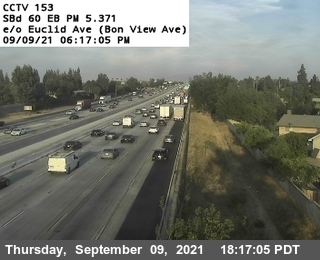 CCTV 153
SBd 60 EB PM 5.371
e/o Euclid Ave (Bon View Ave)
09/09/21 06:17:05 PM
Thursday, September 09, 2021 18:17:05 PDT